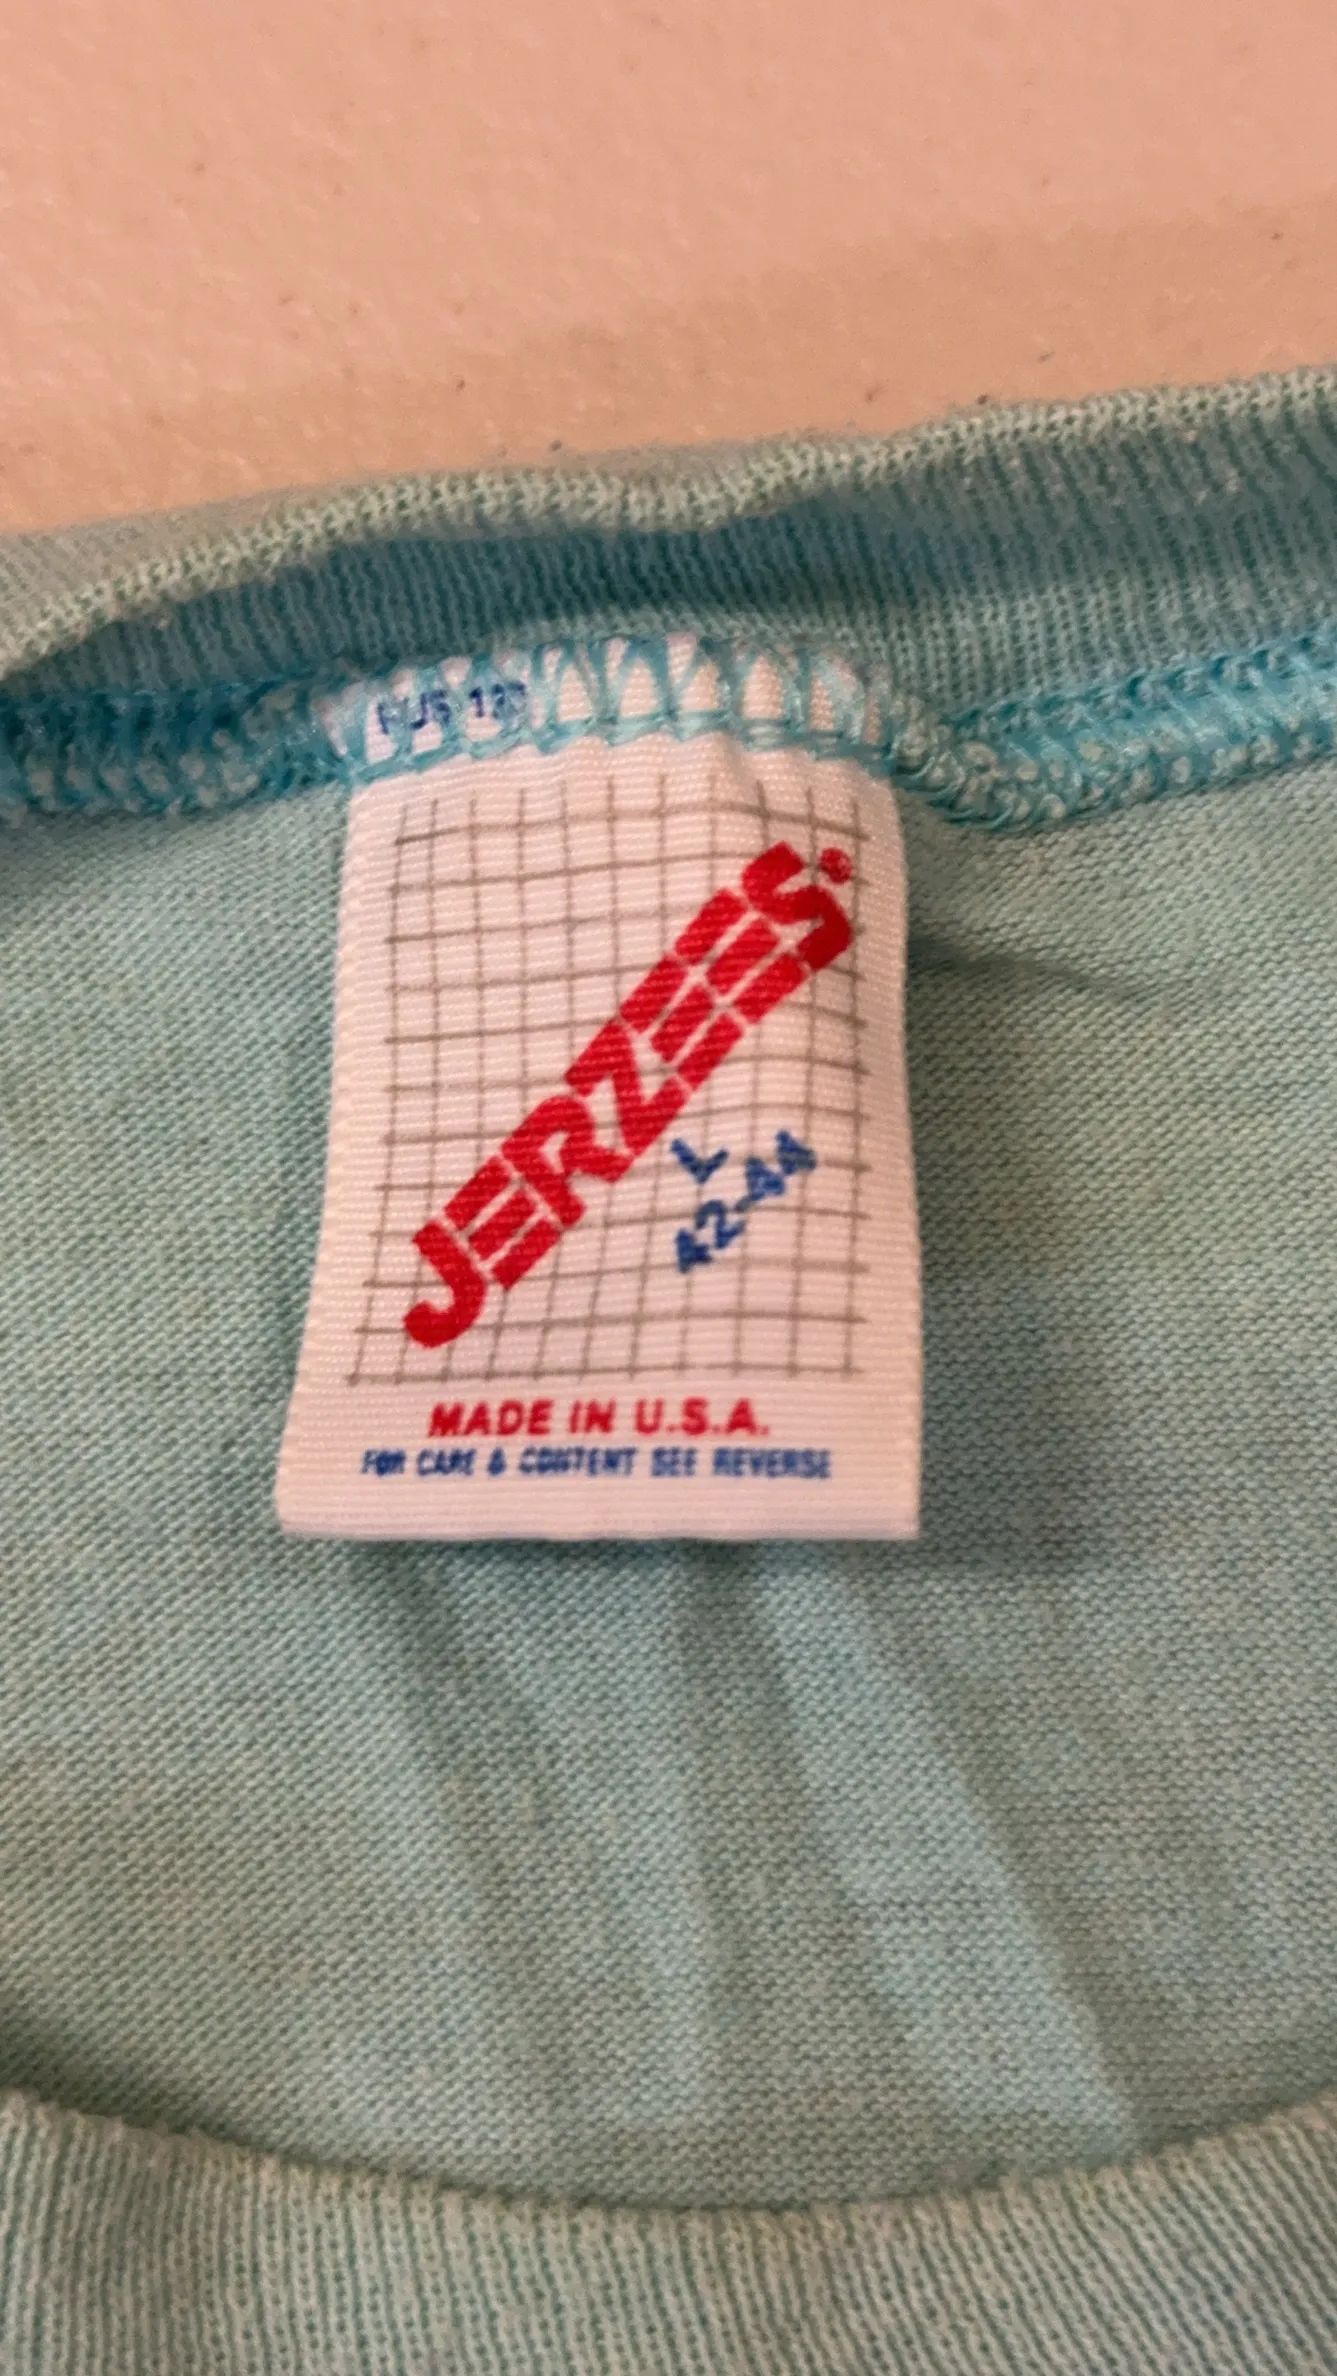 JERZEES®
L
42-44
MADE IN U.S.A.
FOR CARE & CONTENT SEE REVERSE